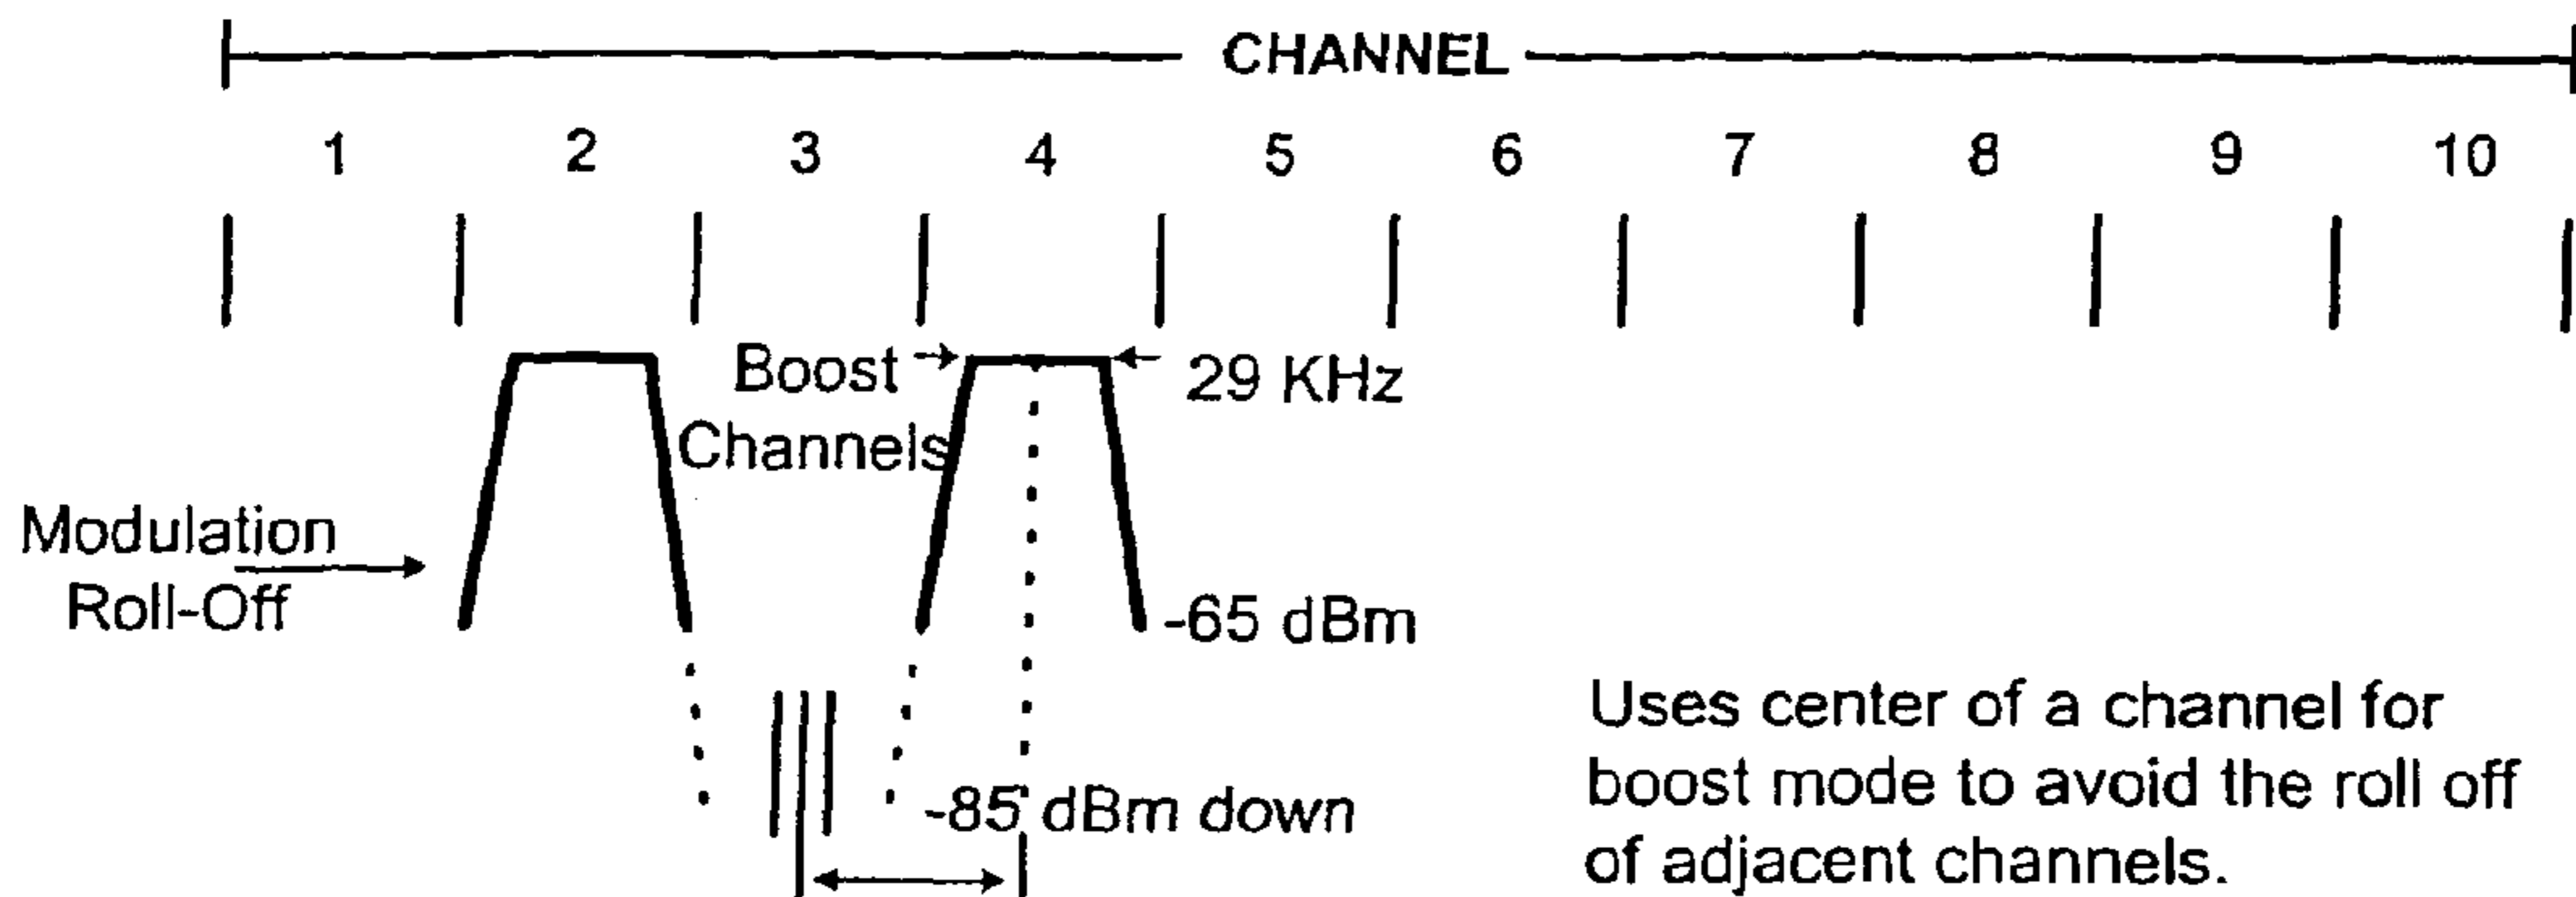 CHANNEL
1 2 3 4 5 6 7 8 9 10
Boost
Channels
29 KHz
Modulation
Roll-Off
-65 dBm
-85 dBm down
Uses center of a channel for
boost mode to avoid the roll off
of adjacent channels.